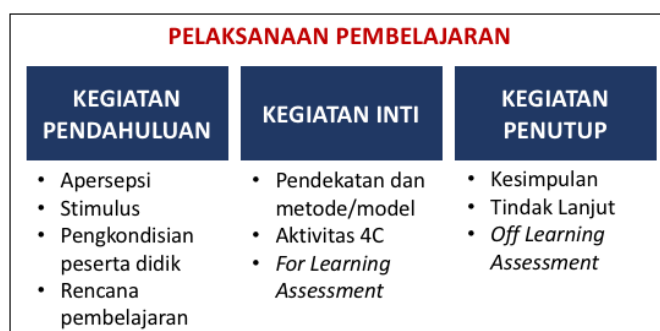 PELAKSANAAN PEMBELAJARAN
KEGIATAN
PENDAHULUAN
• Apersepsi
• Stimulus
• Pengkondisian
peserta didik
• Rencana
pembelajaran
KEGIATAN INTI
• Pendekatan dan
metode/model
• Aktivitas 4C
• For Learning
Assessment
KEGIATAN
PENUTUP
• Kesimpulan
• Tindak Lanjut
• Off Learning
Assessment